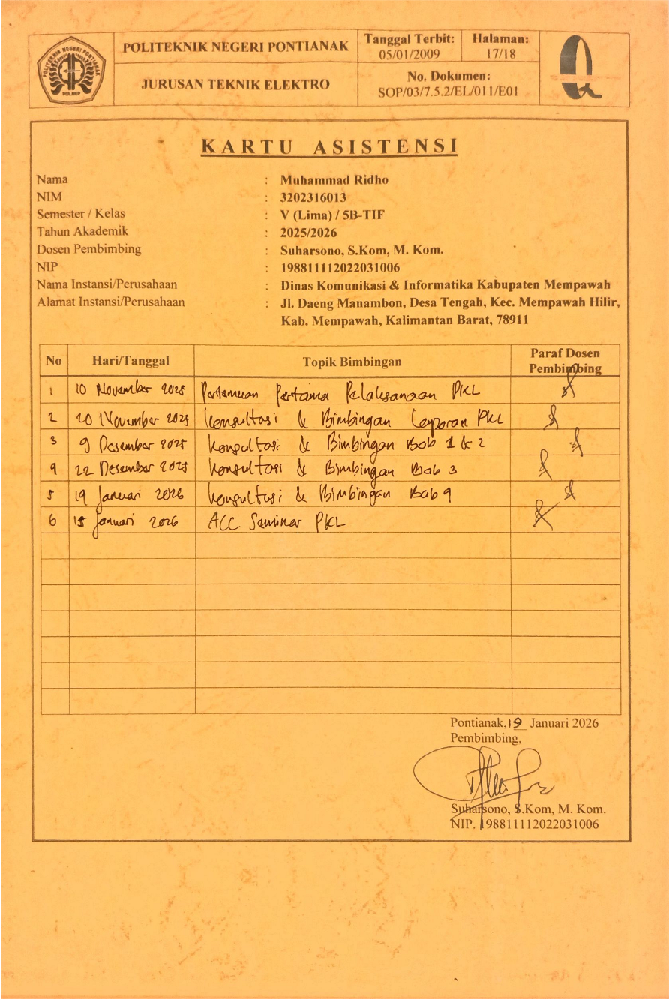 POLITEKNIK NEGERI PONTIANAK
POLNEP
POLITEKNIK NEGERI PONTIANAK
Tanggal Terbit:
05/01/2009
Halaman:
17/18
JURUSAN TEKNIK ELEKTRO
No. Dokumen:
SOP/03/7.5.2/EL/011/E01
KARTU ASISTENSI
Nama : Muhammad Ridho
NIM : 3202316013
Semester / Kelas : V (Lima) / 5B-TIF
Tahun Akademik : 2025/2026
Dosen Pembimbing : Suharsono, S.Kom, M. Kom.
NIP : 198811112022031006
Nama Instansi/Perusahaan : Dinas Komunikasi & Informatika Kabupaten Mempawah
Alamat Instansi/Perusahaan : Jl. Daeng Manambon, Desa Tengah, Kec. Mempawah Hilir,
Kab. Mempawah, Kalimantan Barat, 78911
No Hari/Tanggal Topik Bimbingan Paraf Dosen Pembimbing
1 10 November 2025 Pertemuan Pertama Pelaksanaan PKL
2 20 November 2025 Konsultasi & Bimbingan Laporan PKL
3 9 Desember 2025 Konsultasi & Bimbingan Bab 1 & 2
4 22 Desember 2025 Konsultasi & Bimbingan Bab 3
5 14 Januari 2026 Konsultasi & Bimbingan Bab 4
6 15 Januari 2026 ACC Seminar PKL
Pontianak, 19 Januari 2026
Pembimbing,
Suharsono, S.Kom, M. Kom.
NIP. 198811112022031006